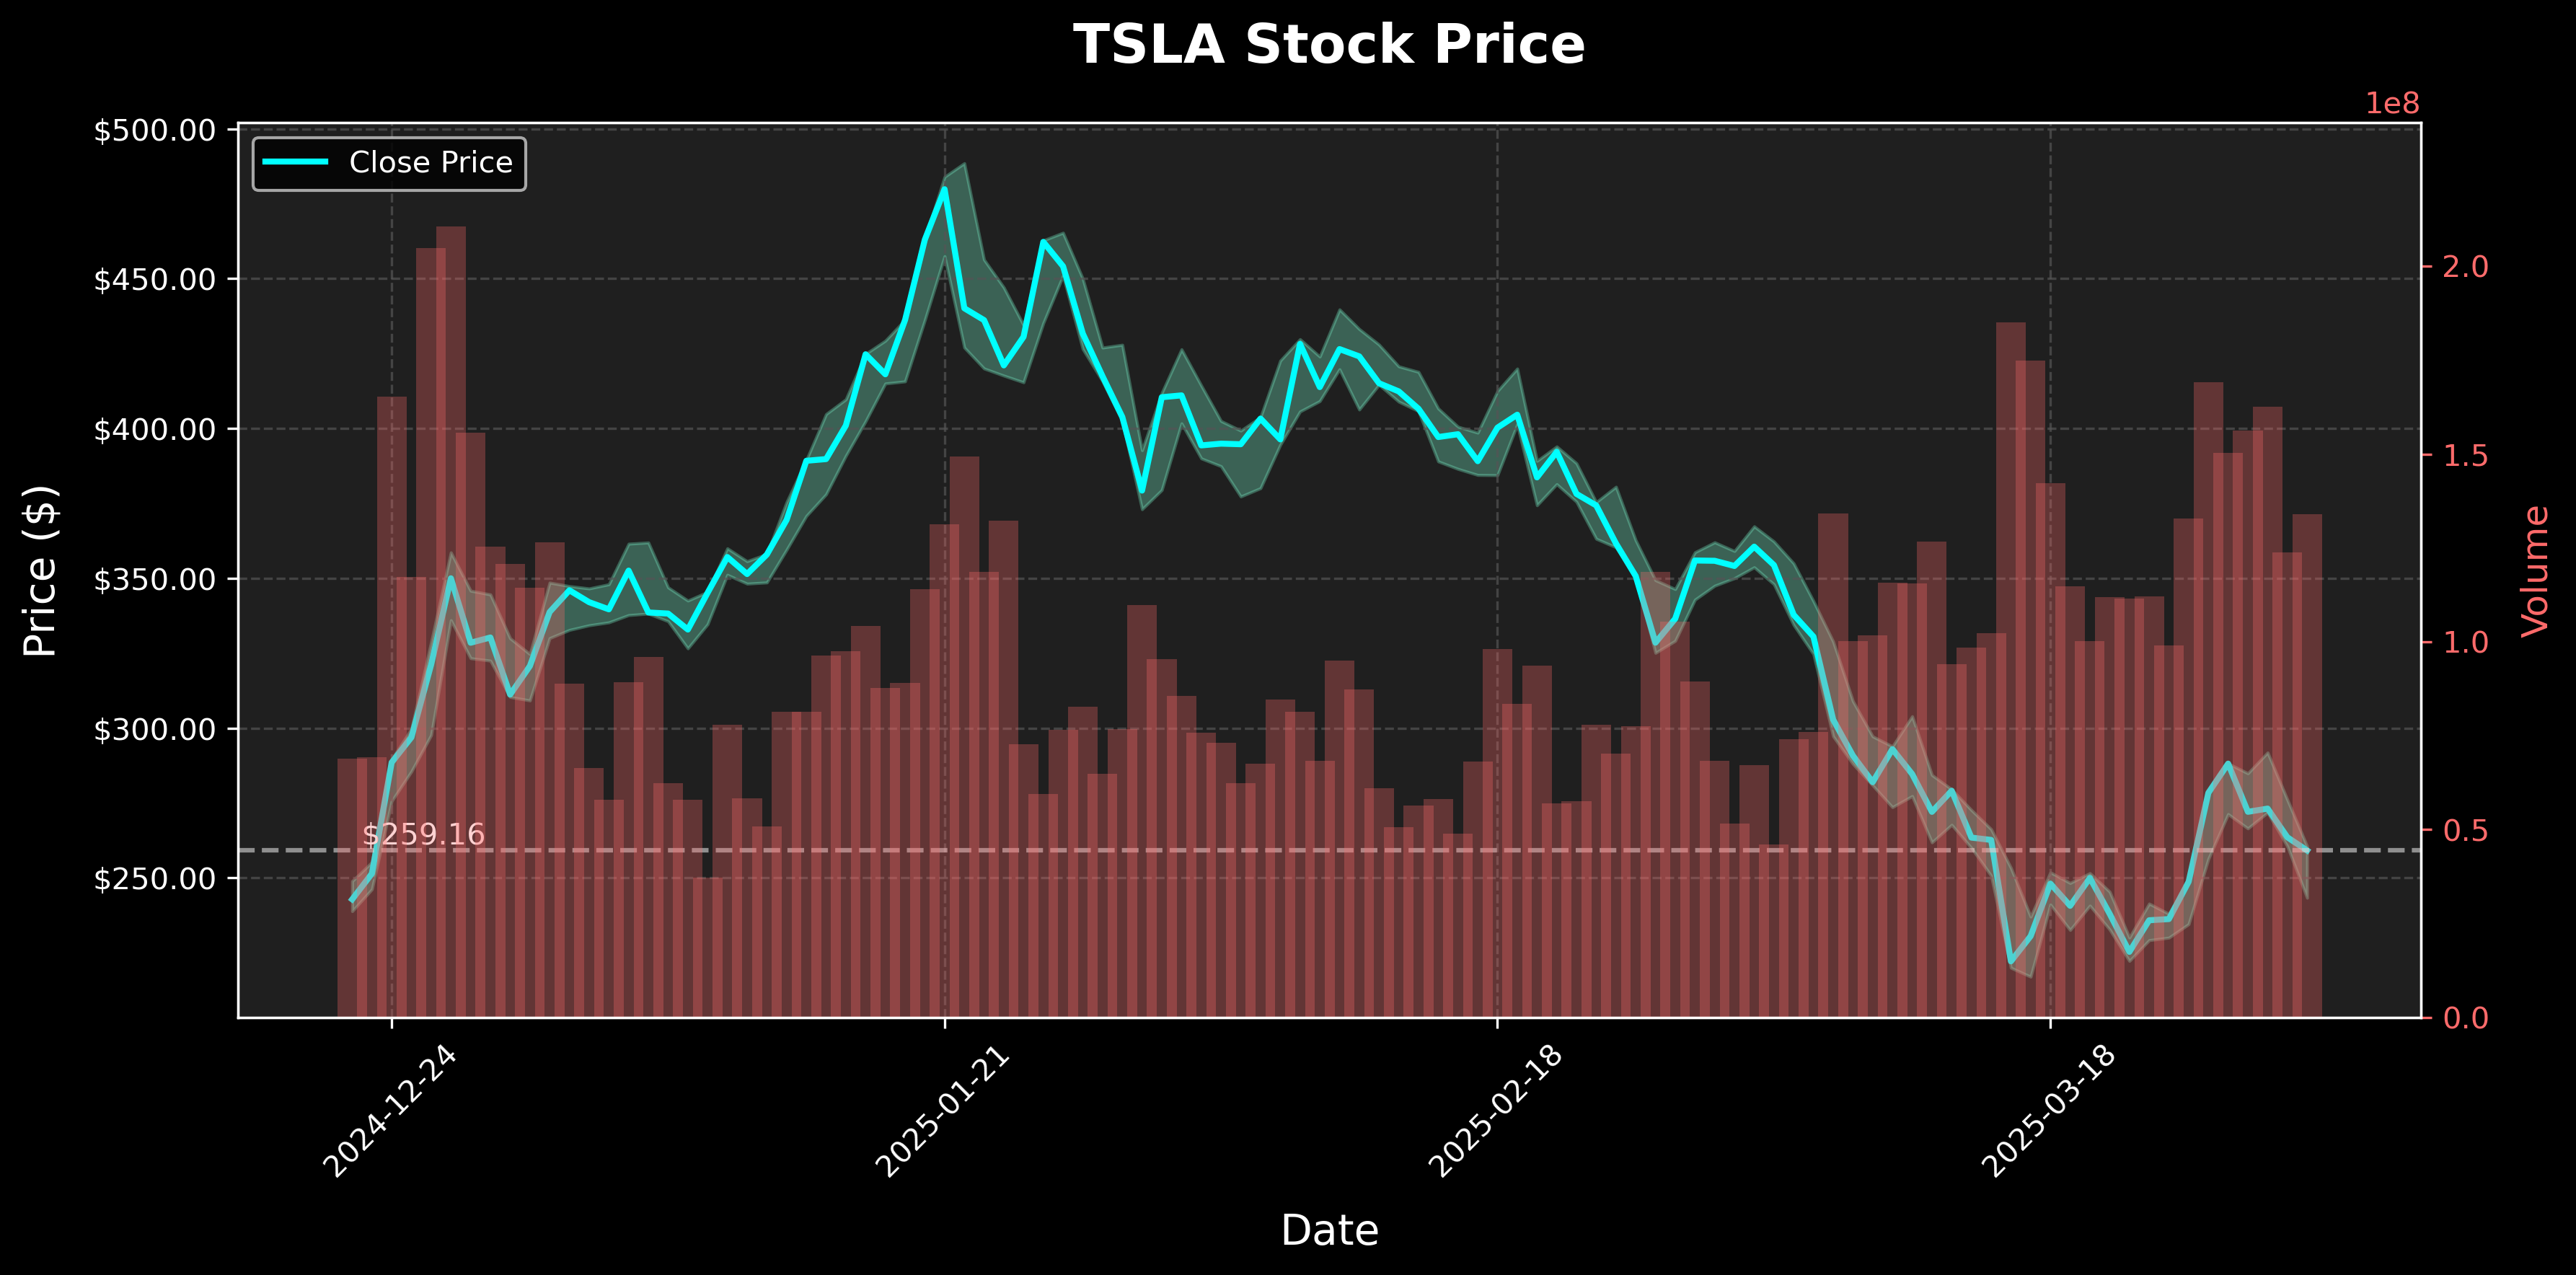 TSLA Stock Price
1e8
$500.00
Close Price
$450.00
$400.00
$350.00
$300.00
$250.00
Price ($)
$259.16
2.0
1.5
1.0
0.5
0.0
Volume
2024-12-24
2025-01-21
2025-02-18
2025-03-18
Date